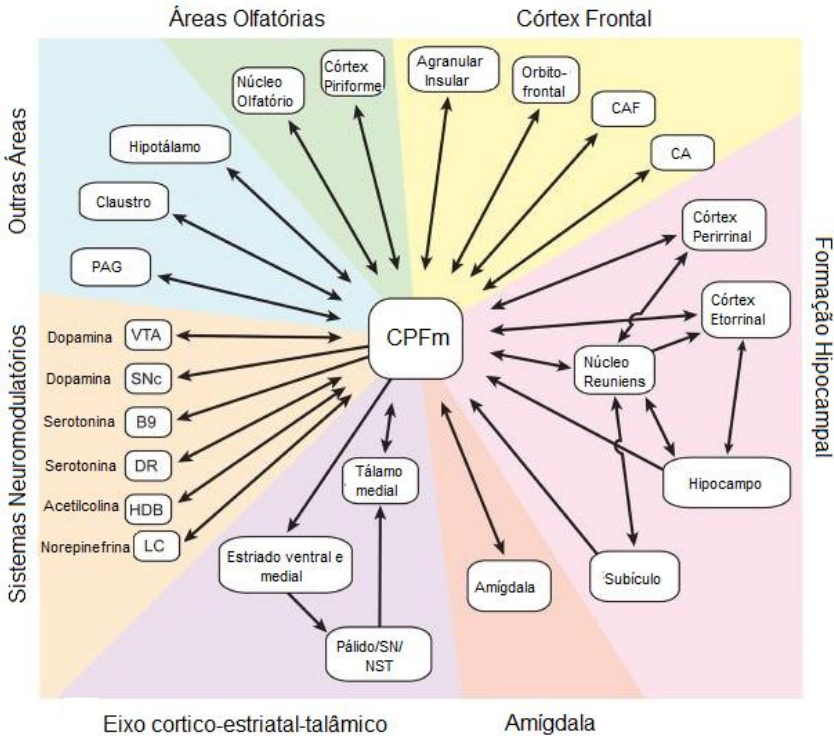 Áreas Olfatórias
Córtex Frontal
Outras Áreas
Sistemas Neuromodulatórios
Formação Hipocampal
Eixo cortico-estriatal-talâmico
Amígdala
Núcleo
Olfatório
Córtex
Piriforme
Agranular
Insular
Orbito-
frontal
CAF
CA
Hipotálamo
Claustro
PAG
CPFm
Córtex
Perirrinal
Córtex
Etorrinal
Núcleo
Reuniens
Hipocampo
Subículo
Dopamina VTA
Dopamina SNc
Serotonina B9
Serotonina DR
Acetilcolina HDB
Norepinefrina LC
Tálamo
medial
Estriado ventral e
medial
Pálido/SN/
NST
Amígdala